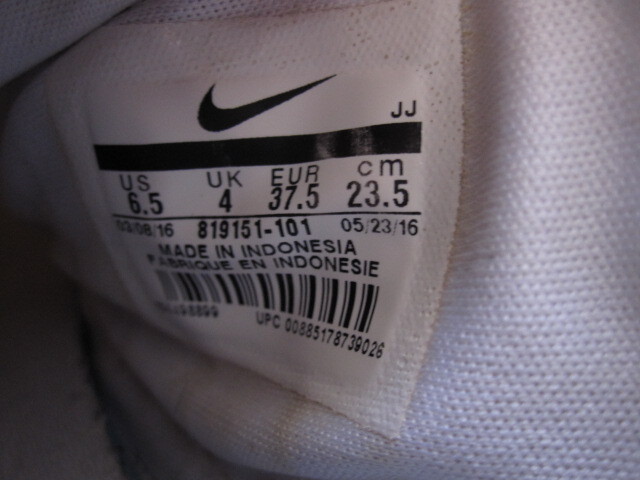 JJ
US UK EUR cm
6.5 4 37.5 23.5
03/08/16 819151-101 05/23/16
MADE IN INDONESIA
FABRIQUE EN INDONESIE
UPC 00885178739026